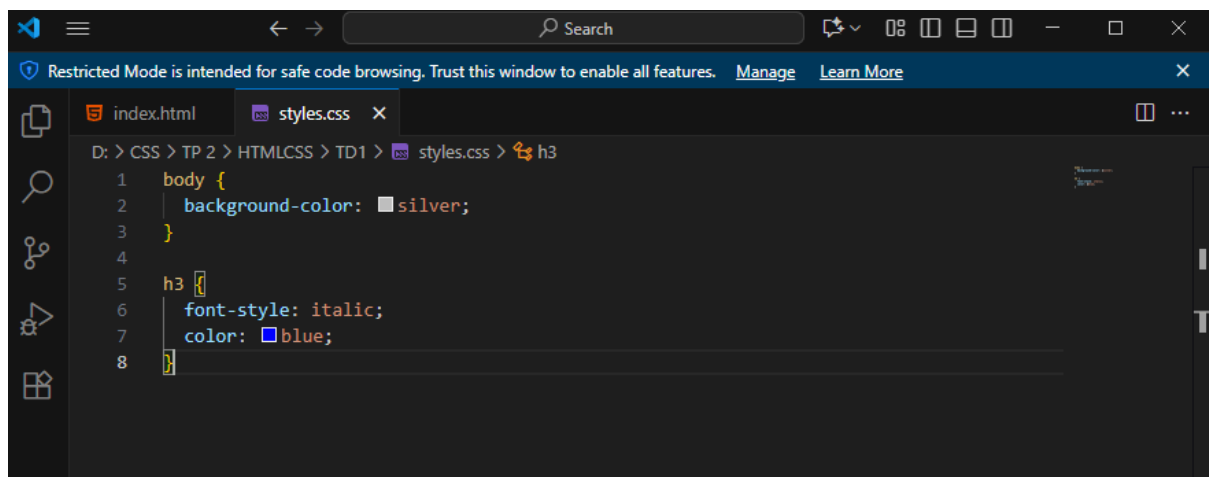 Search
Restricted Mode is intended for safe code browsing. Trust this window to enable all features. Manage Learn More
index.html styles.css
D: > CSS > TP 2 > HTMLCSS > TD1 > styles.css > h3
1 body {
2 background-color: silver;
3 }
4
5 h3 {
6 font-style: italic;
7 color: blue;
8 }